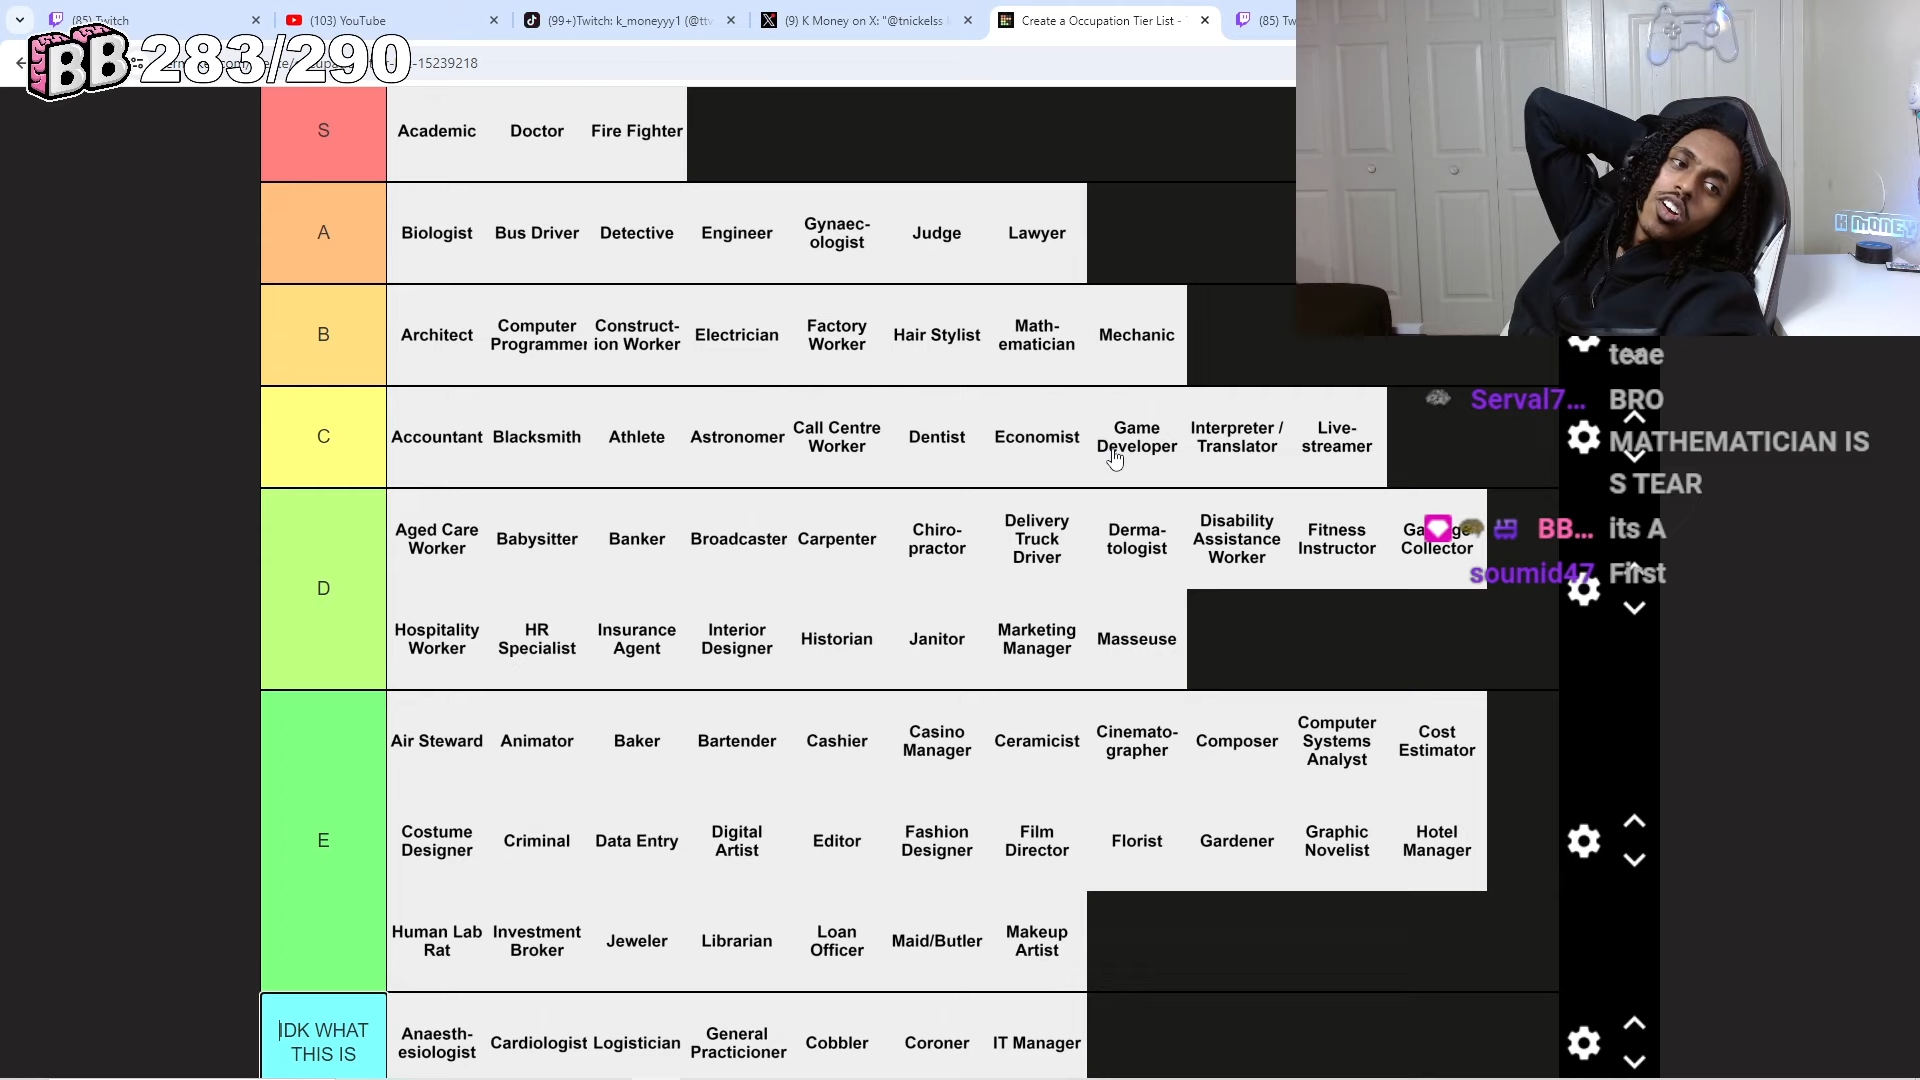 (85) Twitch
(103) YouTube
(99+)Twitch: k_moneyyy1 (@ttv
(9) K Money on X: "@tnickelss
Create a Occupation Tier List -
(85) Tw
BB 283/290
-15239218
S
Academic
Doctor
Fire Fighter
A
Biologist
Bus Driver
Detective
Engineer
Gynaec-
ologist
Judge
Lawyer
B
Architect
Computer
Programmer
Construct-
ion Worker
Electrician
Factory
Worker
Hair Stylist
Math-
ematician
Mechanic
C
Accountant
Blacksmith
Athlete
Astronomer
Call Centre
Worker
Dentist
Economist
Game
Developer
Interpreter /
Translator
Live-
streamer
D
Aged Care
Worker
Babysitter
Banker
Broadcaster
Carpenter
Chiro-
practor
Delivery
Truck
Driver
Derma-
tologist
Disability
Assistance
Worker
Fitness
Instructor
Collector
Hospitality
Worker
HR
Specialist
Insurance
Agent
Interior
Designer
Historian
Janitor
Marketing
Manager
Masseuse
E
Air Steward
Animator
Baker
Bartender
Cashier
Casino
Manager
Ceramicist
Cinemato-
grapher
Composer
Computer
Systems
Analyst
Cost
Estimator
Costume
Designer
Criminal
Data Entry
Digital
Artist
Editor
Fashion
Designer
Film
Director
Florist
Gardener
Graphic
Novelist
Hotel
Manager
Human Lab
Rat
Investment
Broker
Jeweler
Librarian
Loan
Officer
Maid/Butler
Makeup
Artist
IDK WHAT
THIS IS
Anaesth-
esiologist
Cardiologist
Logistician
General
Practicioner
Cobbler
Coroner
IT Manager
K MONEY
Serval7... BRO
MATHEMATICIAN IS
S TEAR
BB... its A
soumid47 First